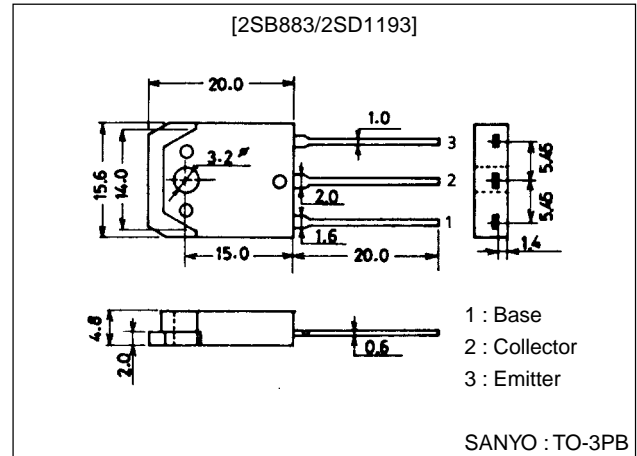 [2SB883/2SD1193]
20.0
1.0
3
3.2ø
2
5.45
15.6
14.0
2.0
1
5.45
1.6
1.4
15.0
20.0
4.8
2.0
0.6
1 : Base
2 : Collector
3 : Emitter
SANYO : TO-3PB